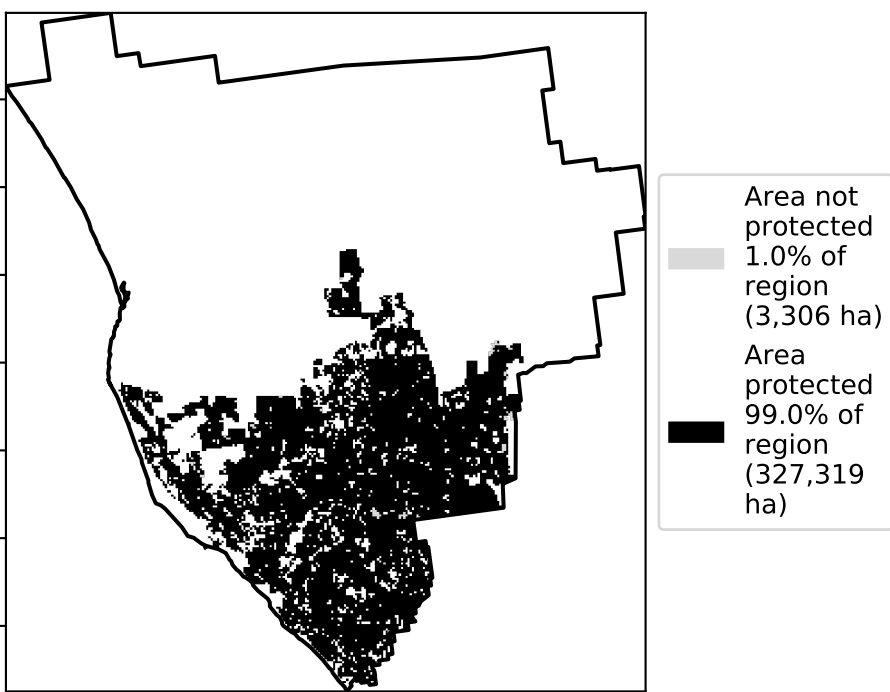 Area not
protected
1.0% of
region
(3,306 ha)
Area
protected
99.0% of
region
(327,319
ha)